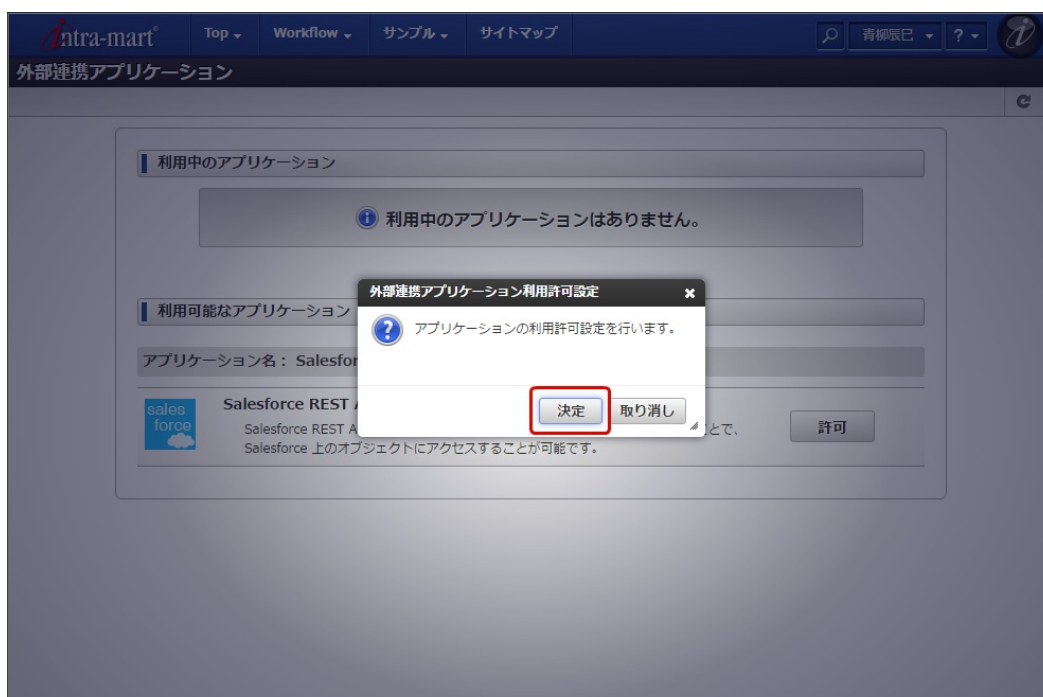 intra-mart Top Workflow サンプル サイトマップ 青柳辰巳 ?
外部連携アプリケーション
利用中のアプリケーション
利用中のアプリケーションはありません。
外部連携アプリケーション利用許可設定
利用可能なアプリケーション
アプリケーションの利用許可設定を行います。
アプリケーション名： Salesfor
決定 取り消し
sales
force
Salesforce REST
Salesforce REST A とで、
Salesforce 上のオブジェクトにアクセスすることが可能です。
許可